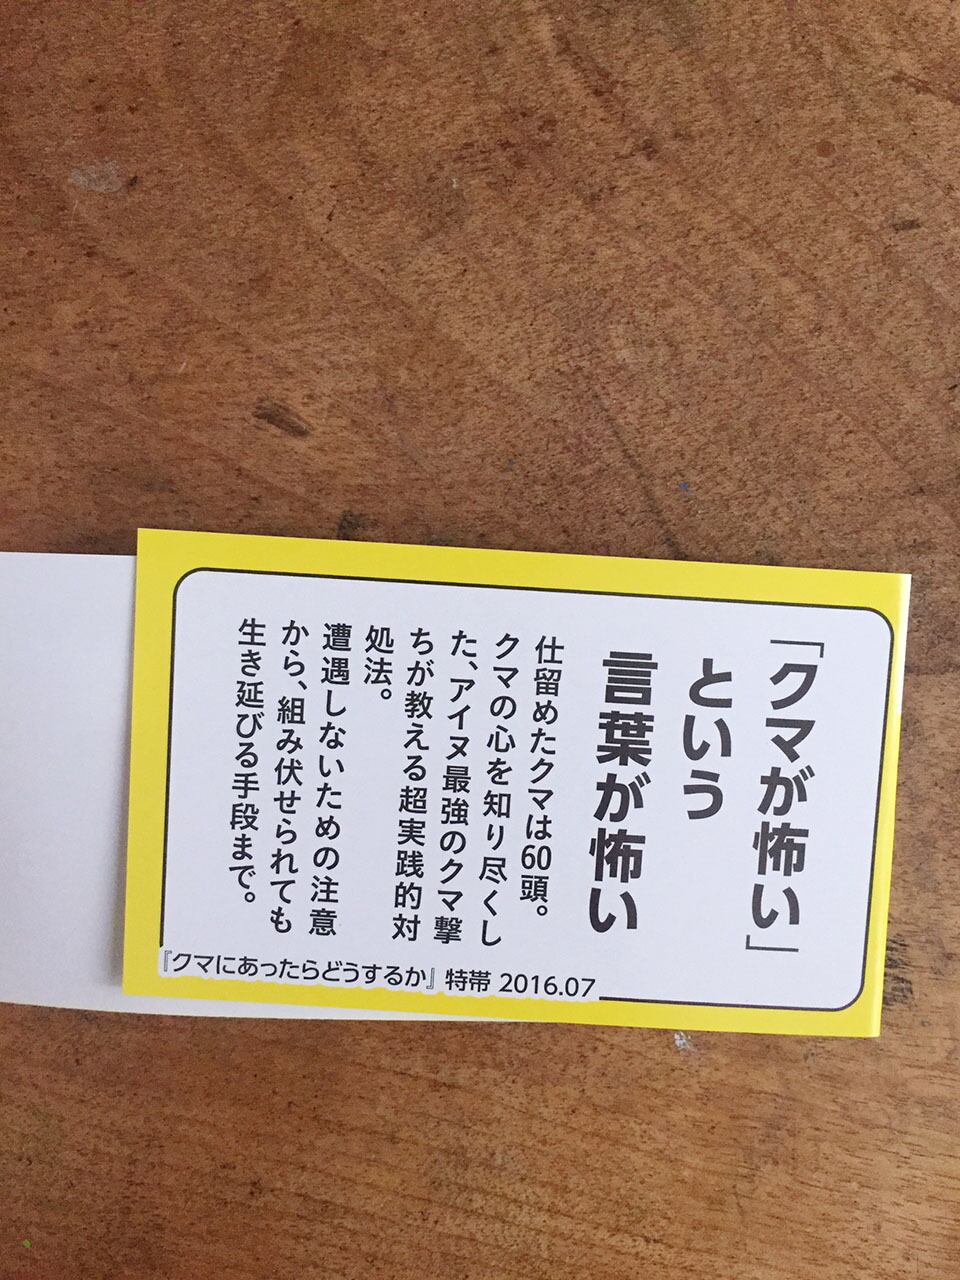 「クマが怖い」
という
言葉が怖い
仕留めたクマは60頭。
クマの心を知り尽くし
た、アイヌ最強のクマ撃
ちが教える超実践的対
処法。
遭遇しないための注意
から、組み伏せられても
生き延びる手段まで。
『クマにあったらどうするか』 特帯 2016.07